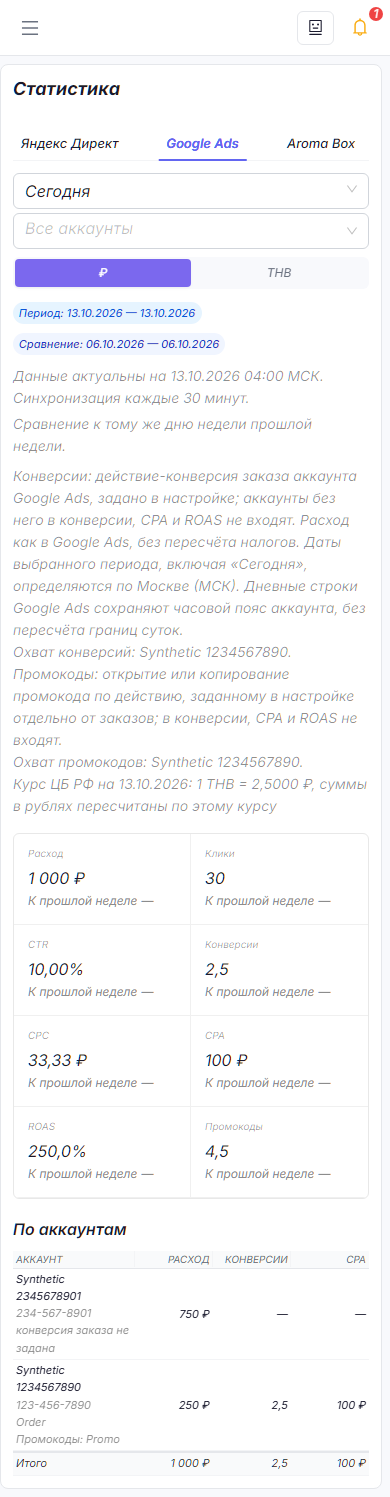 1
Статистика
Яндекс Директ Google Ads Aroma Box
Сегодня
Все аккаунты
₽ THB
Период: 13.10.2026 — 13.10.2026
Сравнение: 06.10.2026 — 06.10.2026
Данные актуальны на 13.10.2026 04:00 МСК.
Синхронизация каждые 30 минут.
Сравнение к тому же дню недели прошлой
недели.
Конверсии: действие-конверсия заказа аккаунта
Google Ads, задано в настройке; аккаунты без
него в конверсии, CPA и ROAS не входят. Расход
как в Google Ads, без пересчёта налогов. Даты
выбранного периода, включая «Сегодня»,
определяются по Москве (МСК). Дневные строки
Google Ads сохраняют часовой пояс аккаунта, без
пересчёта границ суток.
Охват конверсий: Synthetic 1234567890.
Промокоды: открытие или копирование
промокода по действию, заданному в настройке
отдельно от заказов; в конверсии, CPA и ROAS не
входят.
Охват промокодов: Synthetic 1234567890.
Курс ЦБ РФ на 13.10.2026: 1 THB = 2,5000 ₽, суммы
в рублях пересчитаны по этому курсу
Расход Клики
1 000 ₽ 30
К прошлой неделе — К прошлой неделе —
CTR Конверсии
10,00% 2,5
К прошлой неделе — К прошлой неделе —
CPC CPA
33,33 ₽ 100 ₽
К прошлой неделе — К прошлой неделе —
ROAS Промокоды
250,0% 4,5
К прошлой неделе — К прошлой неделе —
По аккаунтам
АККАУНТ РАСХОД КОНВЕРСИИ CPA
Synthetic
2345678901
234-567-8901 750 ₽ — —
конверсия заказа не
задана
Synthetic
1234567890
123-456-7890 250 ₽ 2,5 100 ₽
Order
Промокоды: Promo
Итого 1 000 ₽ 2,5 100 ₽